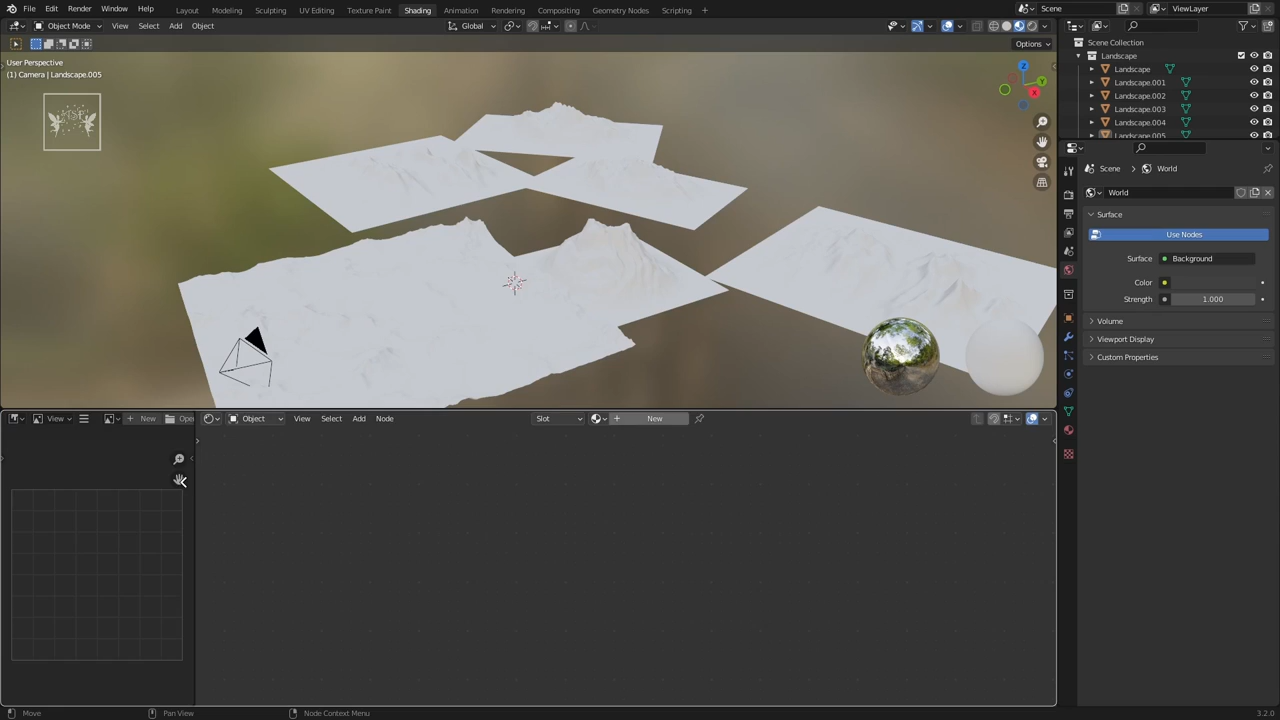 File Edit Render Window Help Layout Modeling Sculpting UV Editing Texture Paint Shading Animation Rendering Compositing Geometry Nodes Scripting + Scene ViewLayer
Object Mode View Select Add Object Global
Options
User Perspective
(1) Camera | Landscape.005
MSF
Z
Y
X
Scene Collection
Landscape
Landscape
Landscape.001
Landscape.002
Landscape.003
Landscape.004
Landscape.005
Scene World
World
Surface
Use Nodes
Surface Background
Color
Strength 1.000
Volume
Viewport Display
Custom Properties
View New Open Object View Select Add Node Slot New
Move Pan View Node Context Menu 3.2.0